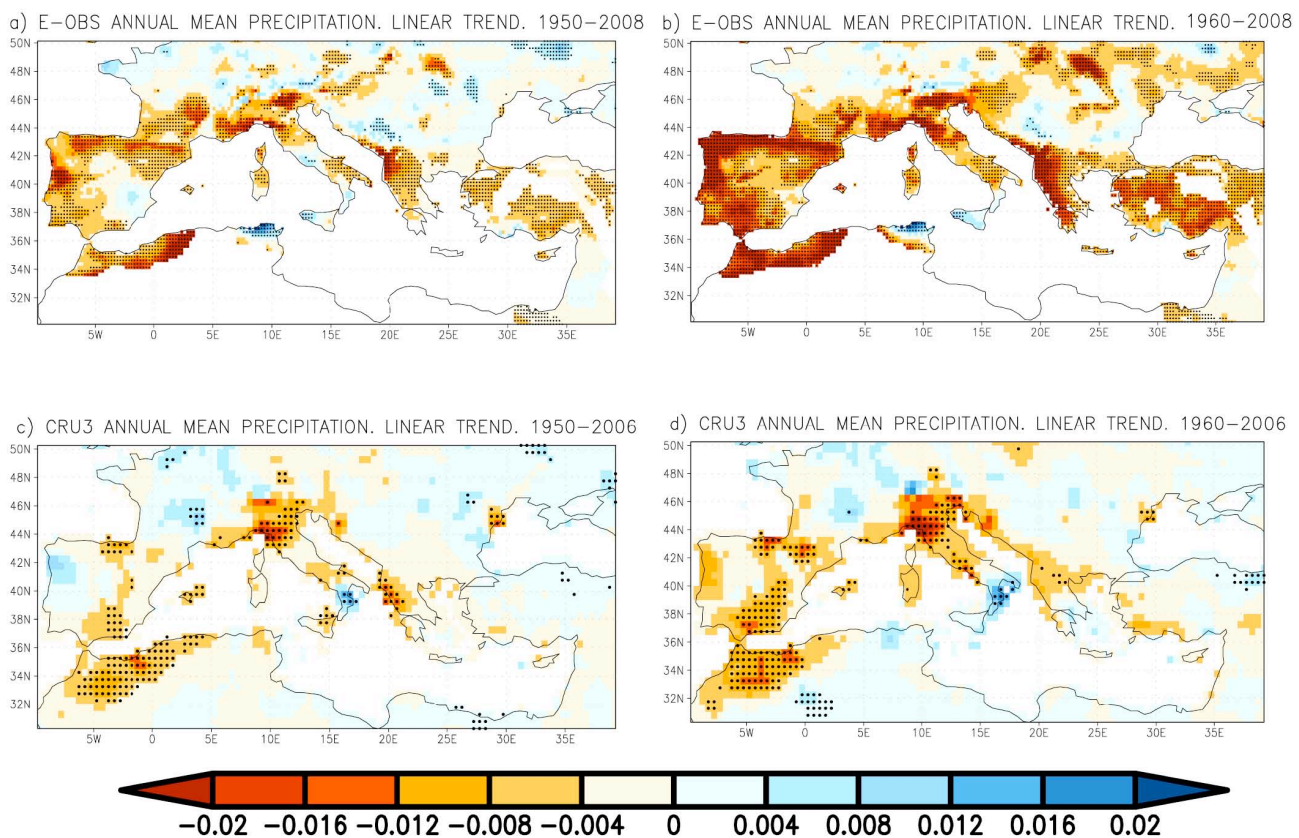 a) E-OBS ANNUAL MEAN PRECIPITATION. LINEAR TREND. 1950-2008
50N
48N
46N
44N
42N
40N
38N
36N
34N
32N
5W 0 5E 10E 15E 20E 25E 30E 35E
b) E-OBS ANNUAL MEAN PRECIPITATION. LINEAR TREND. 1960-2008
50N
48N
46N
44N
42N
40N
38N
36N
34N
32N
5W 0 5E 10E 15E 20E 25E 30E 35E
c) CRU3 ANNUAL MEAN PRECIPITATION. LINEAR TREND. 1950-2006
50N
48N
46N
44N
42N
40N
38N
36N
34N
32N
5W 0 5E 10E 15E 20E 25E 30E 35E
d) CRU3 ANNUAL MEAN PRECIPITATION. LINEAR TREND. 1960-2006
50N
48N
46N
44N
42N
40N
38N
36N
34N
32N
5W 0 5E 10E 15E 20E 25E 30E 35E
-0.02 -0.016 -0.012 -0.008 -0.004 0 0.004 0.008 0.012 0.016 0.02